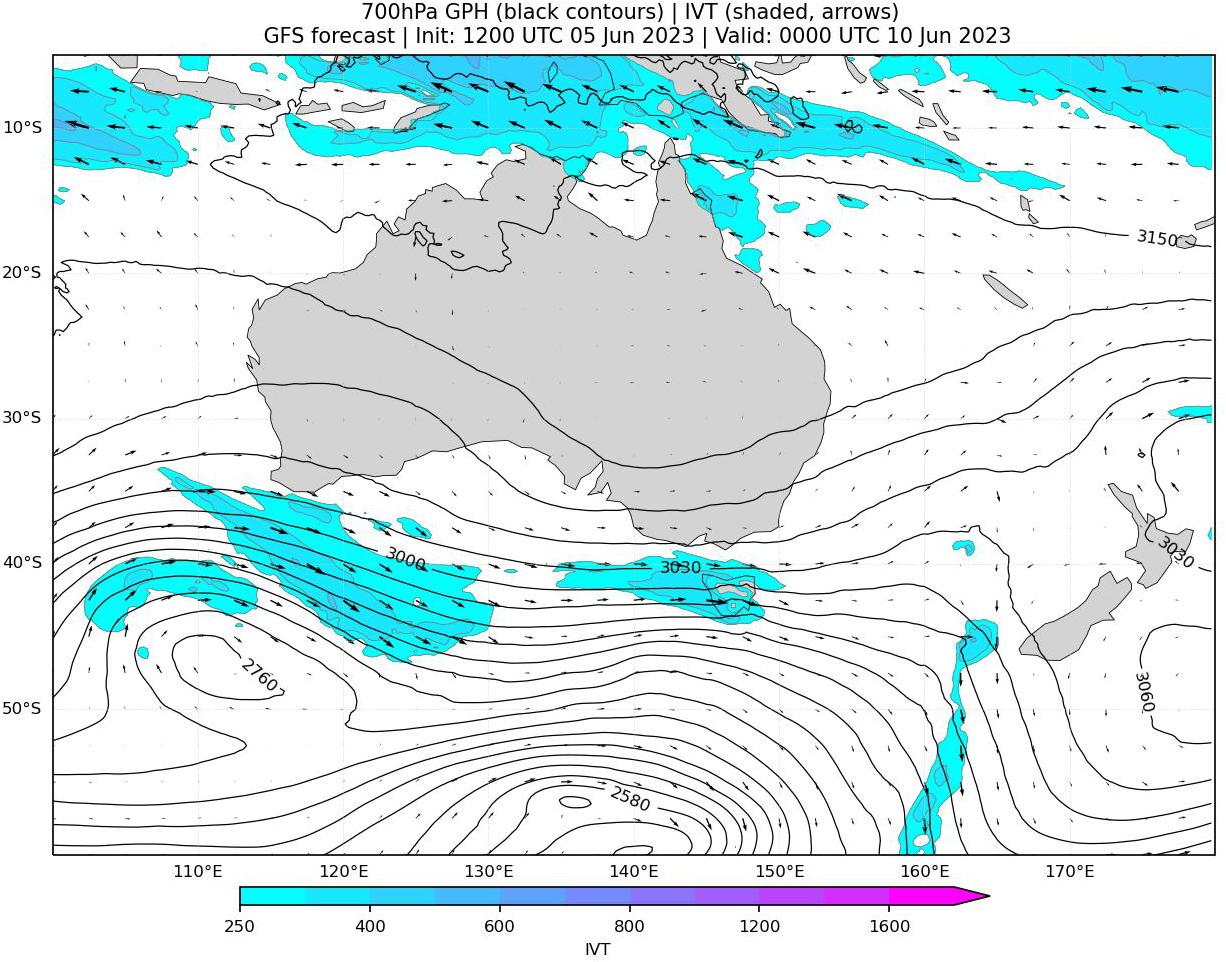 700hPa GPH (black contours) | IVT (shaded, arrows)
GFS forecast | Init: 1200 UTC 05 Jun 2023 | Valid: 0000 UTC 10 Jun 2023
10°S
3150
20°S
30°S
3030
40°S
3000
3030
2760
3060
50°S
2580
110°E 120°E 130°E 140°E 150°E 160°E 170°E
250 400 600 800 1200 1600
IVT